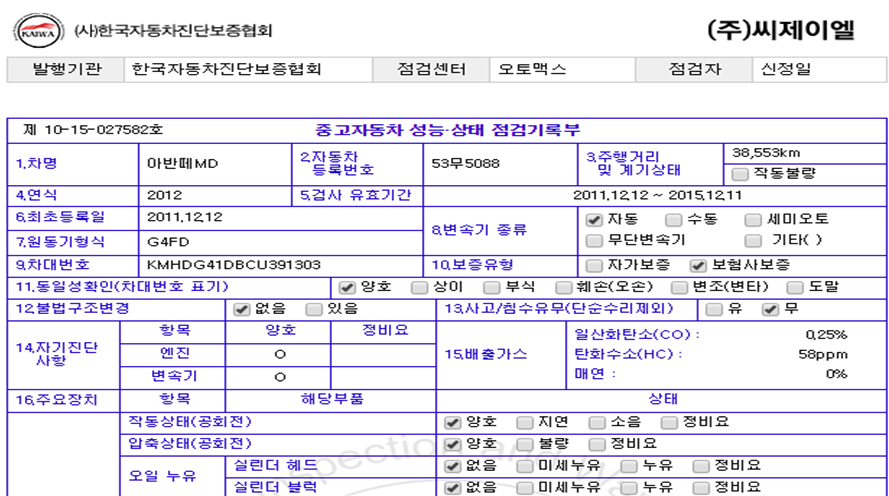 KAIWA (사)한국자동차진단보증협회 (주)씨제이엘
발행기관 한국자동차진단보증협회 점검센터 오토맥스 점검자 신정일
제 10-15-027582호 중고자동차 성능·상태 점검기록부
1.차명 아반떼MD 2.자동차 등록번호 53무5088 3.주행거리 및 계기상태 38,553km
작동불량
4.연식 2012 5.검사 유효기간 2011.12.12 ~ 2015.12.11
6.최초등록일 2011.12.12 8.변속기 종류 자동 수동 세미오토
7.원동기형식 G4FD 무단변속기 기타( )
9.차대번호 KMHDG41DBCU391303 10.보증유형 자가보증 보험사보증
11.동일성확인(차대번호 표기) 양호 상이 부식 훼손(오손) 변조(변타) 도말
12.불법구조변경 없음 있음 13.사고/침수유무(단순수리제외) 유 무
14.자기진단 사항 항목 양호 정비요 15.배출가스 일산화탄소(CO) : 0.25%
엔진 O 탄화수소(HC) : 58ppm
변속기 O 매연 : 0%
16.주요장치 항목 해당부품 상태
작동상태(공회전) 양호 지연 소음 정비요
압축상태(공회전) 양호 불량 정비요
오일 누유 실린더 헤드 없음 미세누유 누유 정비요
실린더 블럭 없음 미세누유 누유 정비요